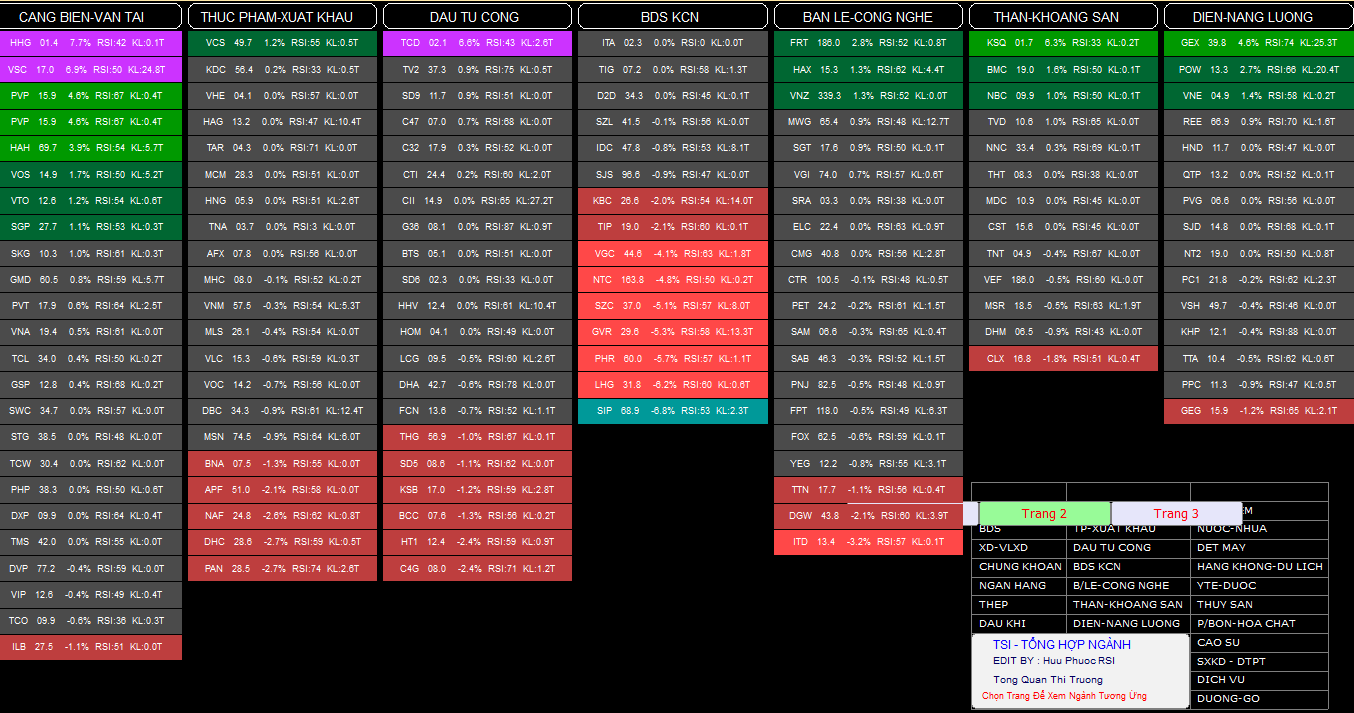 CANG BIEN-VAN TAI
HHG 01.4 7.7% RSI:42 KL:0.1T
VSC 17.0 6.9% RSI:50 KL:24.8T
PVP 15.9 4.6% RSI:67 KL:0.4T
PVP 15.9 4.6% RSI:67 KL:0.4T
HAH 69.7 3.9% RSI:54 KL:5.7T
VOS 14.9 1.7% RSI:50 KL:5.2T
VTO 12.6 1.2% RSI:54 KL:0.6T
SGP 27.7 1.1% RSI:53 KL:0.3T
SKG 10.3 1.0% RSI:61 KL:0.3T
GMD 60.5 0.8% RSI:59 KL:5.7T
PVT 17.9 0.6% RSI:64 KL:2.5T
VNA 19.4 0.5% RSI:61 KL:0.0T
TCL 34.0 0.4% RSI:50 KL:0.2T
GSP 12.8 0.4% RSI:68 KL:0.2T
SWC 34.7 0.0% RSI:57 KL:0.0T
STG 38.5 0.0% RSI:48 KL:0.0T
TCW 30.4 0.0% RSI:62 KL:0.0T
PHP 38.3 0.0% RSI:50 KL:0.6T
DXP 09.9 0.0% RSI:64 KL:0.4T
TMS 42.0 0.0% RSI:55 KL:0.0T
DVP 77.2 -0.4% RSI:59 KL:0.0T
VIP 12.6 -0.4% RSI:49 KL:0.4T
TCO 09.9 -0.6% RSI:36 KL:0.3T
ILB 27.5 -1.1% RSI:51 KL:0.0T
THUC PHAM-XUAT KHAU
VCS 49.7 1.2% RSI:55 KL:0.5T
KDC 56.4 0.2% RSI:33 KL:0.5T
VHE 04.1 0.0% RSI:57 KL:0.0T
HAG 13.2 0.0% RSI:47 KL:10.4T
TAR 04.3 0.0% RSI:71 KL:0.0T
MCM 28.3 0.0% RSI:51 KL:0.0T
HNG 05.9 0.0% RSI:51 KL:2.6T
TNA 03.7 0.0% RSI:3 KL:0.0T
AFX 07.8 0.0% RSI:56 KL:0.0T
MHC 08.0 -0.1% RSI:52 KL:0.2T
VNM 57.5 -0.3% RSI:54 KL:5.3T
MLS 26.1 -0.4% RSI:54 KL:0.0T
VLC 15.3 -0.6% RSI:59 KL:0.3T
VOC 14.2 -0.7% RSI:56 KL:0.0T
DBC 34.3 -0.9% RSI:61 KL:12.4T
MSN 74.5 -0.9% RSI:64 KL:6.0T
BNA 07.5 -1.3% RSI:55 KL:0.0T
APF 51.0 -2.1% RSI:58 KL:0.0T
NAF 24.8 -2.6% RSI:62 KL:0.8T
DHC 28.6 -2.7% RSI:59 KL:0.5T
PAN 28.5 -2.7% RSI:74 KL:2.6T
DAU TU CONG
TCD 02.1 6.6% RSI:43 KL:2.6T
TV2 37.3 0.9% RSI:75 KL:0.5T
SD9 11.7 0.9% RSI:51 KL:0.0T
C47 07.0 0.7% RSI:68 KL:0.0T
C32 17.9 0.3% RSI:52 KL:0.0T
CTI 24.4 0.2% RSI:60 KL:2.0T
CII 14.9 0.0% RSI:65 KL:27.2T
G36 08.1 0.0% RSI:87 KL:0.9T
BTS 05.1 0.0% RSI:51 KL:0.0T
SD6 02.3 0.0% RSI:33 KL:0.0T
HHV 12.4 0.0% RSI:61 KL:10.4T
HOM 04.1 0.0% RSI:49 KL:0.0T
LCG 09.5 -0.5% RSI:60 KL:2.6T
DHA 42.7 -0.6% RSI:78 KL:0.0T
FCN 13.6 -0.7% RSI:52 KL:1.1T
THG 56.9 -1.0% RSI:67 KL:0.1T
SD5 08.6 -1.1% RSI:62 KL:0.0T
KSB 17.0 -1.2% RSI:59 KL:2.8T
BCC 07.6 -1.3% RSI:56 KL:0.2T
HT1 12.4 -2.4% RSI:59 KL:0.9T
C4G 08.0 -2.4% RSI:71 KL:1.2T
BDS KCN
ITA 02.3 0.0% RSI:0 KL:0.0T
TIG 07.2 0.0% RSI:58 KL:1.3T
D2D 34.3 0.0% RSI:45 KL:0.1T
SZL 41.5 -0.1% RSI:56 KL:0.0T
IDC 47.8 -0.8% RSI:53 KL:8.1T
SJS 96.6 -0.9% RSI:47 KL:0.0T
KBC 26.6 -2.0% RSI:54 KL:14.0T
TIP 19.0 -2.1% RSI:60 KL:0.1T
VGC 44.6 -4.1% RSI:63 KL:1.8T
NTC 163.8 -4.8% RSI:50 KL:0.2T
SZC 37.0 -5.1% RSI:57 KL:8.0T
GVR 29.6 -5.3% RSI:58 KL:13.3T
PHR 60.0 -5.7% RSI:57 KL:1.1T
LHG 31.8 -6.2% RSI:60 KL:0.6T
SIP 68.9 -6.8% RSI:53 KL:2.3T
BAN LE-CONG NGHE
FRT 186.0 2.8% RSI:52 KL:0.8T
HAX 15.3 1.3% RSI:62 KL:4.4T
VNZ 339.3 1.3% RSI:52 KL:0.0T
MWG 65.4 0.9% RSI:48 KL:12.7T
SGT 17.6 0.9% RSI:50 KL:0.1T
VGI 74.0 0.7% RSI:57 KL:0.6T
SRA 03.3 0.0% RSI:38 KL:0.0T
ELC 22.4 0.0% RSI:63 KL:0.9T
CMG 40.8 0.0% RSI:56 KL:2.8T
CTR 100.5 -0.1% RSI:48 KL:0.5T
PET 24.2 -0.2% RSI:61 KL:1.5T
SAM 06.6 -0.3% RSI:65 KL:0.4T
SAB 46.3 -0.3% RSI:52 KL:1.5T
PNJ 82.5 -0.5% RSI:48 KL:0.9T
FPT 118.0 -0.5% RSI:49 KL:6.3T
FOX 62.5 -0.6% RSI:59 KL:0.1T
YEG 12.2 -0.8% RSI:55 KL:3.1T
TTN 17.7 -1.1% RSI:56 KL:0.4T
DGW 43.8 -2.1% RSI:60 KL:3.9T
ITD 13.4 -3.2% RSI:57 KL:0.1T
THAN-KHOANG SAN
KSQ 01.7 6.3% RSI:33 KL:0.2T
BMC 19.0 1.6% RSI:50 KL:0.1T
NBC 09.9 1.0% RSI:50 KL:0.1T
TVD 10.6 1.0% RSI:65 KL:0.0T
NNC 33.4 0.3% RSI:69 KL:0.1T
THT 08.3 0.0% RSI:38 KL:0.0T
MDC 10.9 0.0% RSI:45 KL:0.0T
CST 15.6 0.0% RSI:45 KL:0.0T
TNT 04.9 -0.4% RSI:67 KL:0.0T
VEF 186.0 -0.5% RSI:60 KL:0.0T
MSR 18.5 -0.5% RSI:63 KL:1.9T
DHM 06.5 -0.9% RSI:43 KL:0.0T
CLX 16.8 -1.8% RSI:51 KL:0.4T
DIEN-NANG LUONG
GEX 39.8 4.6% RSI:74 KL:25.3T
POW 13.3 2.7% RSI:66 KL:20.4T
VNE 04.9 1.4% RSI:58 KL:0.2T
REE 66.9 0.9% RSI:70 KL:1.6T
HND 11.7 0.0% RSI:47 KL:0.0T
QTP 13.2 0.0% RSI:52 KL:0.1T
PVG 06.6 0.0% RSI:56 KL:0.0T
SJD 14.8 0.0% RSI:68 KL:0.1T
NT2 19.0 0.0% RSI:50 KL:0.8T
PC1 21.8 -0.2% RSI:62 KL:2.3T
VSH 49.7 -0.4% RSI:46 KL:0.0T
KHP 12.1 -0.4% RSI:88 KL:0.0T
TTA 10.4 -0.5% RSI:62 KL:0.6T
PPC 11.3 -0.9% RSI:47 KL:0.5T
GEG 15.9 -1.2% RSI:65 KL:2.1T
Trang 2 Trang 3 EM
BDS TP-XUAT KHAU NUOC-NHUA
XD-VLXD DAU TU CONG DET MAY
CHUNG KHOAN BDS KCN HANG KHONG-DU LICH
NGAN HANG B/LE-CONG NGHE YTE-DUOC
THEP THAN-KHOANG SAN THUY SAN
DAU KHI DIEN-NANG LUONG P/BON-HOA CHAT
CAO SU
SXKD - DTPT
DICH VU
DUONG-GO
TSI - TỔNG HỢP NGÀNH
EDIT BY : Huu Phuoc RSI
Tong Quan Thi Truong
Chọn Trang Để Xem Ngành Tương Ứng